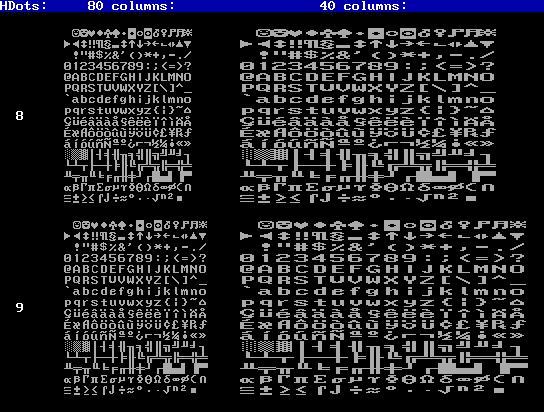 HDots: 80 columns: 40 columns:
☺☻♥♦♣♠•◘○◙♂♀♪♫☼ ☺☻♥♦♣♠•◘○◙♂♀♪♫☼
►◄↕‼¶§▬↨↑↓→←∟↔▲▼ ►◄↕‼¶§▬↨↑↓→←∟↔▲▼
!"#$%&'()*+,-./ !"#$%&'()*+,-./
0123456789:;<=>? 0123456789:;<=>?
@ABCDEFGHIJKLMNO @ABCDEFGHIJKLMNO
PQRSTUVWXYZ[\]^_ PQRSTUVWXYZ[\]^_
`abcdefghijklmno `abcdefghijklmno
pqrstuvwxyz{¦}~⌂ pqrstuvwxyz{¦}~⌂
8 ÇüéâäàåçêëèïîìÄÅ ÇüéâäàåçêëèïîìÄÅ
ÉæÆôöòûùÿÖÜ¢£¥₧ƒ ÉæÆôöòûùÿÖÜ¢£¥₧ƒ
áíóúñÑªº¿⌐¬½¼¡«» áíóúñÑªº¿⌐¬½¼¡«»
░▒▓│┤╡╢╖╕╣║╗╝╜╛┐ ░▒▓│┤╡╢╖╕╣║╗╝╜╛┐
└┴┬├─┼╞╟╚╔╩╦╠═╬╧ └┴┬├─┼╞╟╚╔╩╦╠═╬╧
╨╤╥╙╘╒╓╫╪┘┌█▄▌▐▀ ╨╤╥╙╘╒╓╫╪┘┌█▄▌▐▀
αßΓπΣσµτΦΘΩδ∞φε∩ αßΓπΣσµτΦΘΩδ∞φε∩
≡±≥≤⌠⌡÷≈°∙·√ⁿ²■ ≡±≥≤⌠⌡÷≈°∙·√ⁿ²■
☺☻♥♦♣♠•◘○◙♂♀♪♫☼ ☺☻♥♦♣♠•◘○◙♂♀♪♫☼
►◄↕‼¶§▬↨↑↓→←∟↔▲▼ ►◄↕‼¶§▬↨↑↓→←∟↔▲▼
!"#$%&'()*+,-./ !"#$%&'()*+,-./
0123456789:;<=>? 0123456789:;<=>?
@ABCDEFGHIJKLMNO @ABCDEFGHIJKLMNO
PQRSTUVWXYZ[\]^_ PQRSTUVWXYZ[\]^_
`abcdefghijklmno `abcdefghijklmno
9 pqrstuvwxyz{¦}~⌂ pqrstuvwxyz{¦}~⌂
ÇüéâäàåçêëèïîìÄÅ ÇüéâäàåçêëèïîìÄÅ
ÉæÆôöòûùÿÖÜ¢£¥₧ƒ ÉæÆôöòûùÿÖÜ¢£¥₧ƒ
áíóúñÑªº¿⌐¬½¼¡«» áíóúñÑªº¿⌐¬½¼¡«»
░▒▓│┤╡╢╖╕╣║╗╝╜╛┐ ░▒▓│┤╡╢╖╕╣║╗╝╜╛┐
└┴┬├─┼╞╟╚╔╩╦╠═╬╧ └┴┬├─┼╞╟╚╔╩╦╠═╬╧
╨╤╥╙╘╒╓╫╪┘┌█▄▌▐▀ ╨╤╥╙╘╒╓╫╪┘┌█▄▌▐▀
αßΓπΣσµτΦΘΩδ∞φε∩ αßΓπΣσµτΦΘΩδ∞φε∩
≡±≥≤⌠⌡÷≈°∙·√ⁿ²■ ≡±≥≤⌠⌡÷≈°∙·√ⁿ²■